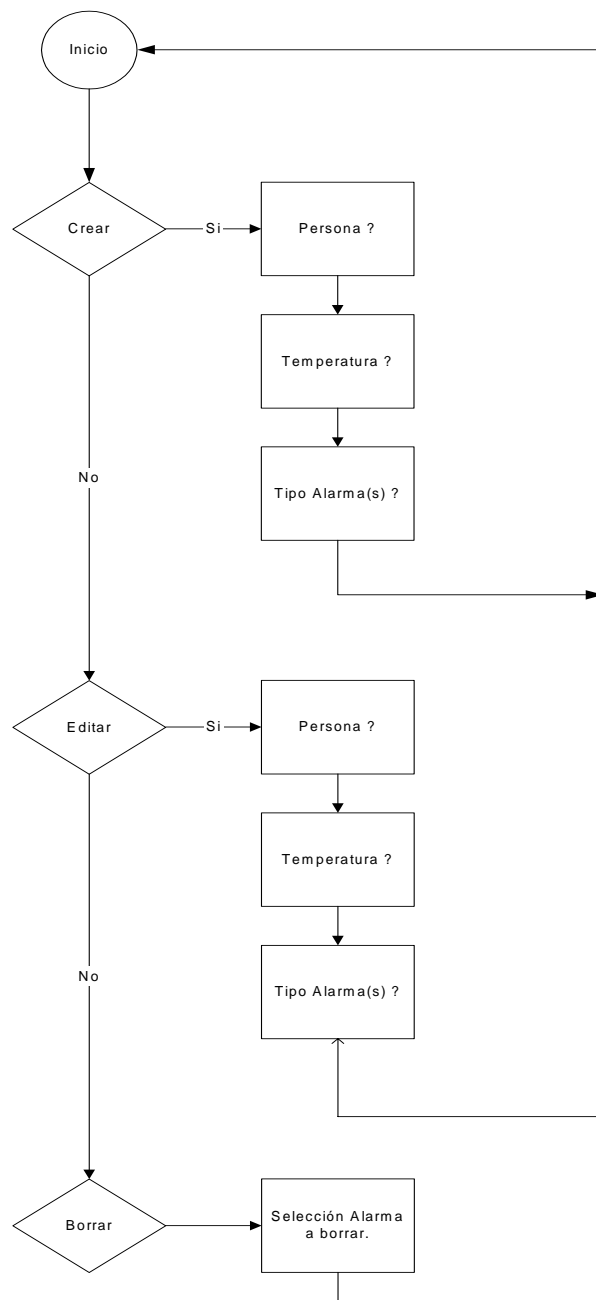 Inicio
Crear
Si
Persona ?
Temperatura ?
Tipo Alarma(s) ?
No
Editar
Si
Persona ?
Temperatura ?
Tipo Alarma(s) ?
No
Borrar
Selección Alarma
a borrar.